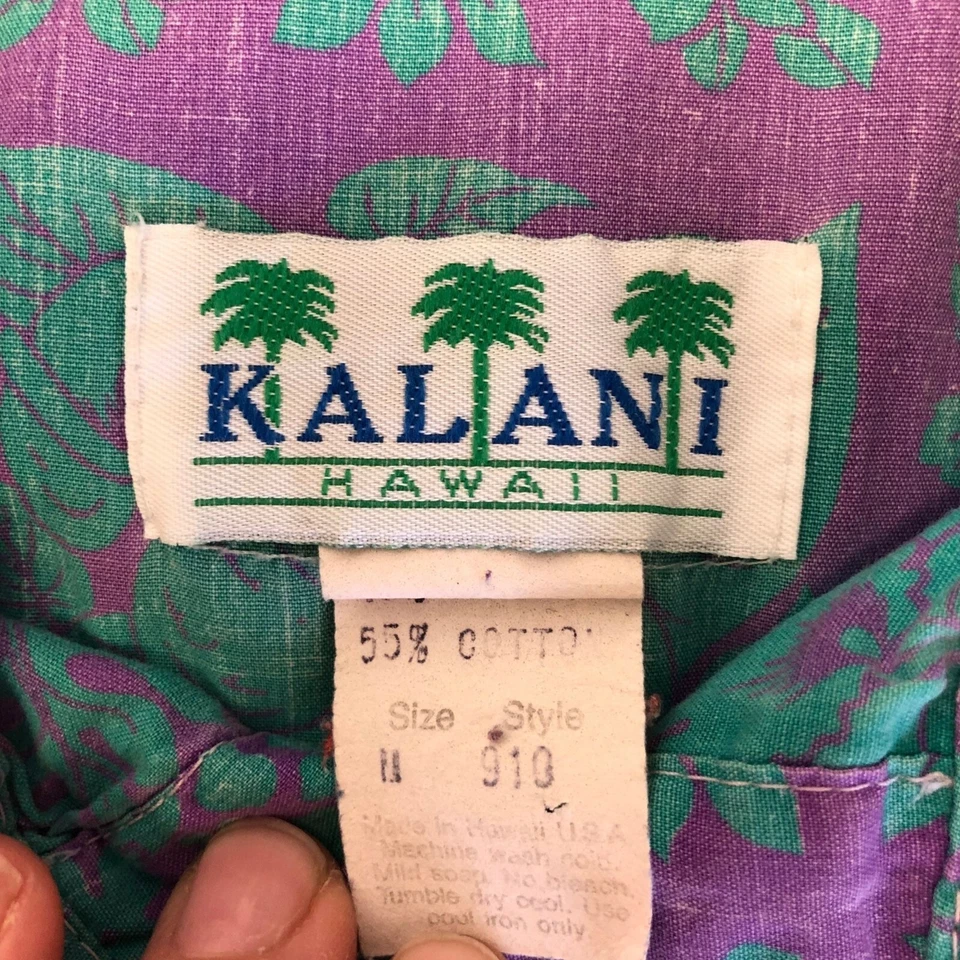 KALANI
HAWAII
55% COTTO
Size Style
M 910
Made in Hawaii U.S.A
Machine wash cold.
Mild soap. No bleach.
Tumble dry cool. Use
cool iron only